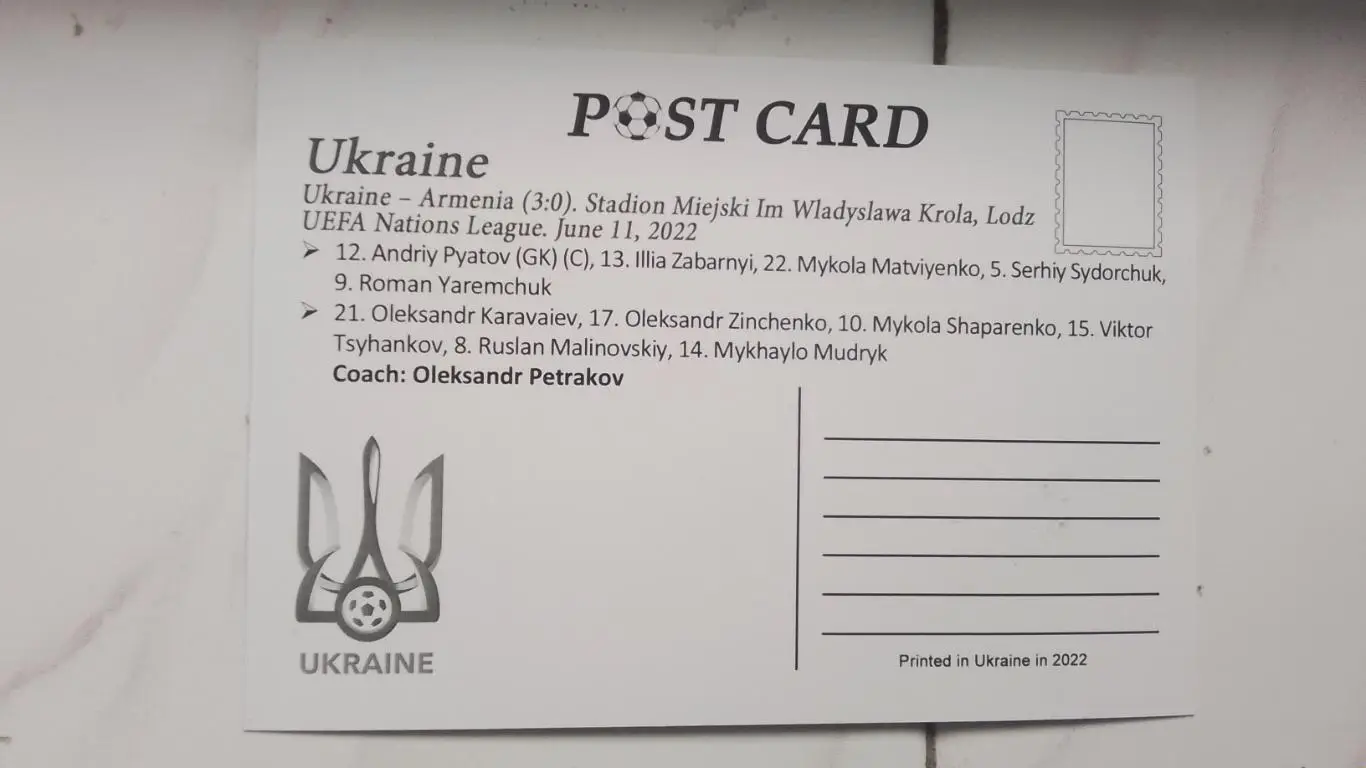 POST CARD
Ukraine
Ukraine – Armenia (3:0). Stadion Miejski Im Wladyslawa Krola, Lodz
UEFA Nations League. June 11, 2022
➢ 12. Andriy Pyatov (GK) (C), 13. Illia Zabarnyi, 22. Mykola Matviyenko, 5. Serhiy Sydorchuk,
9. Roman Yaremchuk
➢ 21. Oleksandr Karavaiev, 17. Oleksandr Zinchenko, 10. Mykola Shaparenko, 15. Viktor
Tsyhankov, 8. Ruslan Malinovskiy, 14. Mykhaylo Mudryk
Coach: Oleksandr Petrakov
UKRAINE
Printed in Ukraine in 2022